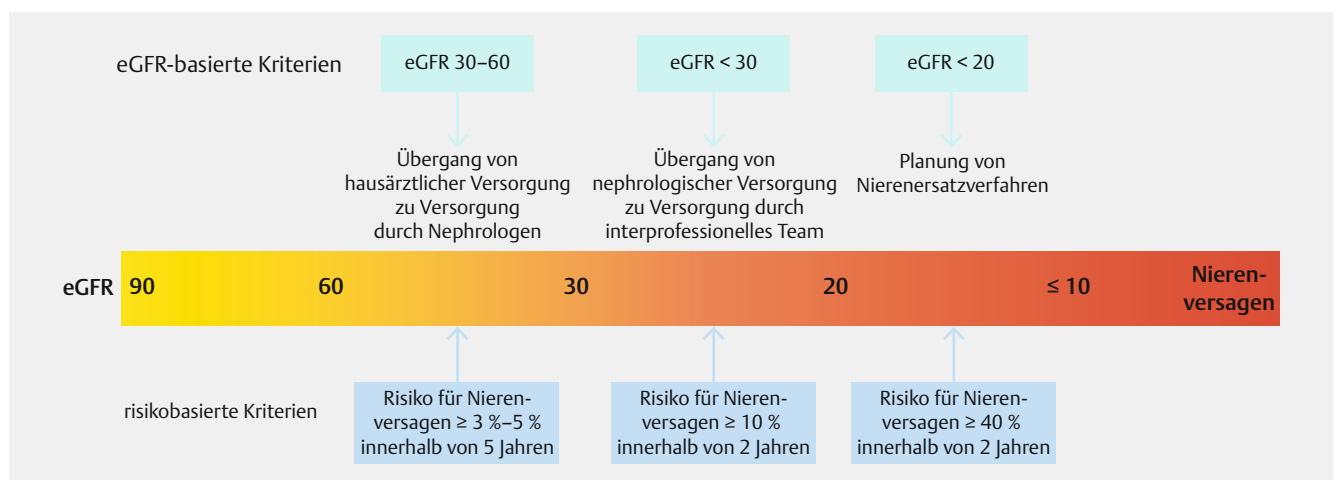 eGFR-basierte Kriterien
eGFR 30–60
eGFR < 30
eGFR < 20
Übergang von
hausärztlicher Versorgung
zu Versorgung
durch Nephrologen
Übergang von
nephrologischer Versorgung
zu Versorgung durch
interprofessionelles Team
Planung von
Nierenersatzverfahren
eGFR 90 60 30 20 ≤ 10 Nieren-
versagen
risikobasierte Kriterien
Risiko für Nieren-
versagen ≥ 3 %–5 %
innerhalb von 5 Jahren
Risiko für Nieren-
versagen ≥ 10 %
innerhalb von 2 Jahren
Risiko für Nieren-
versagen ≥ 40 %
innerhalb von 2 Jahren